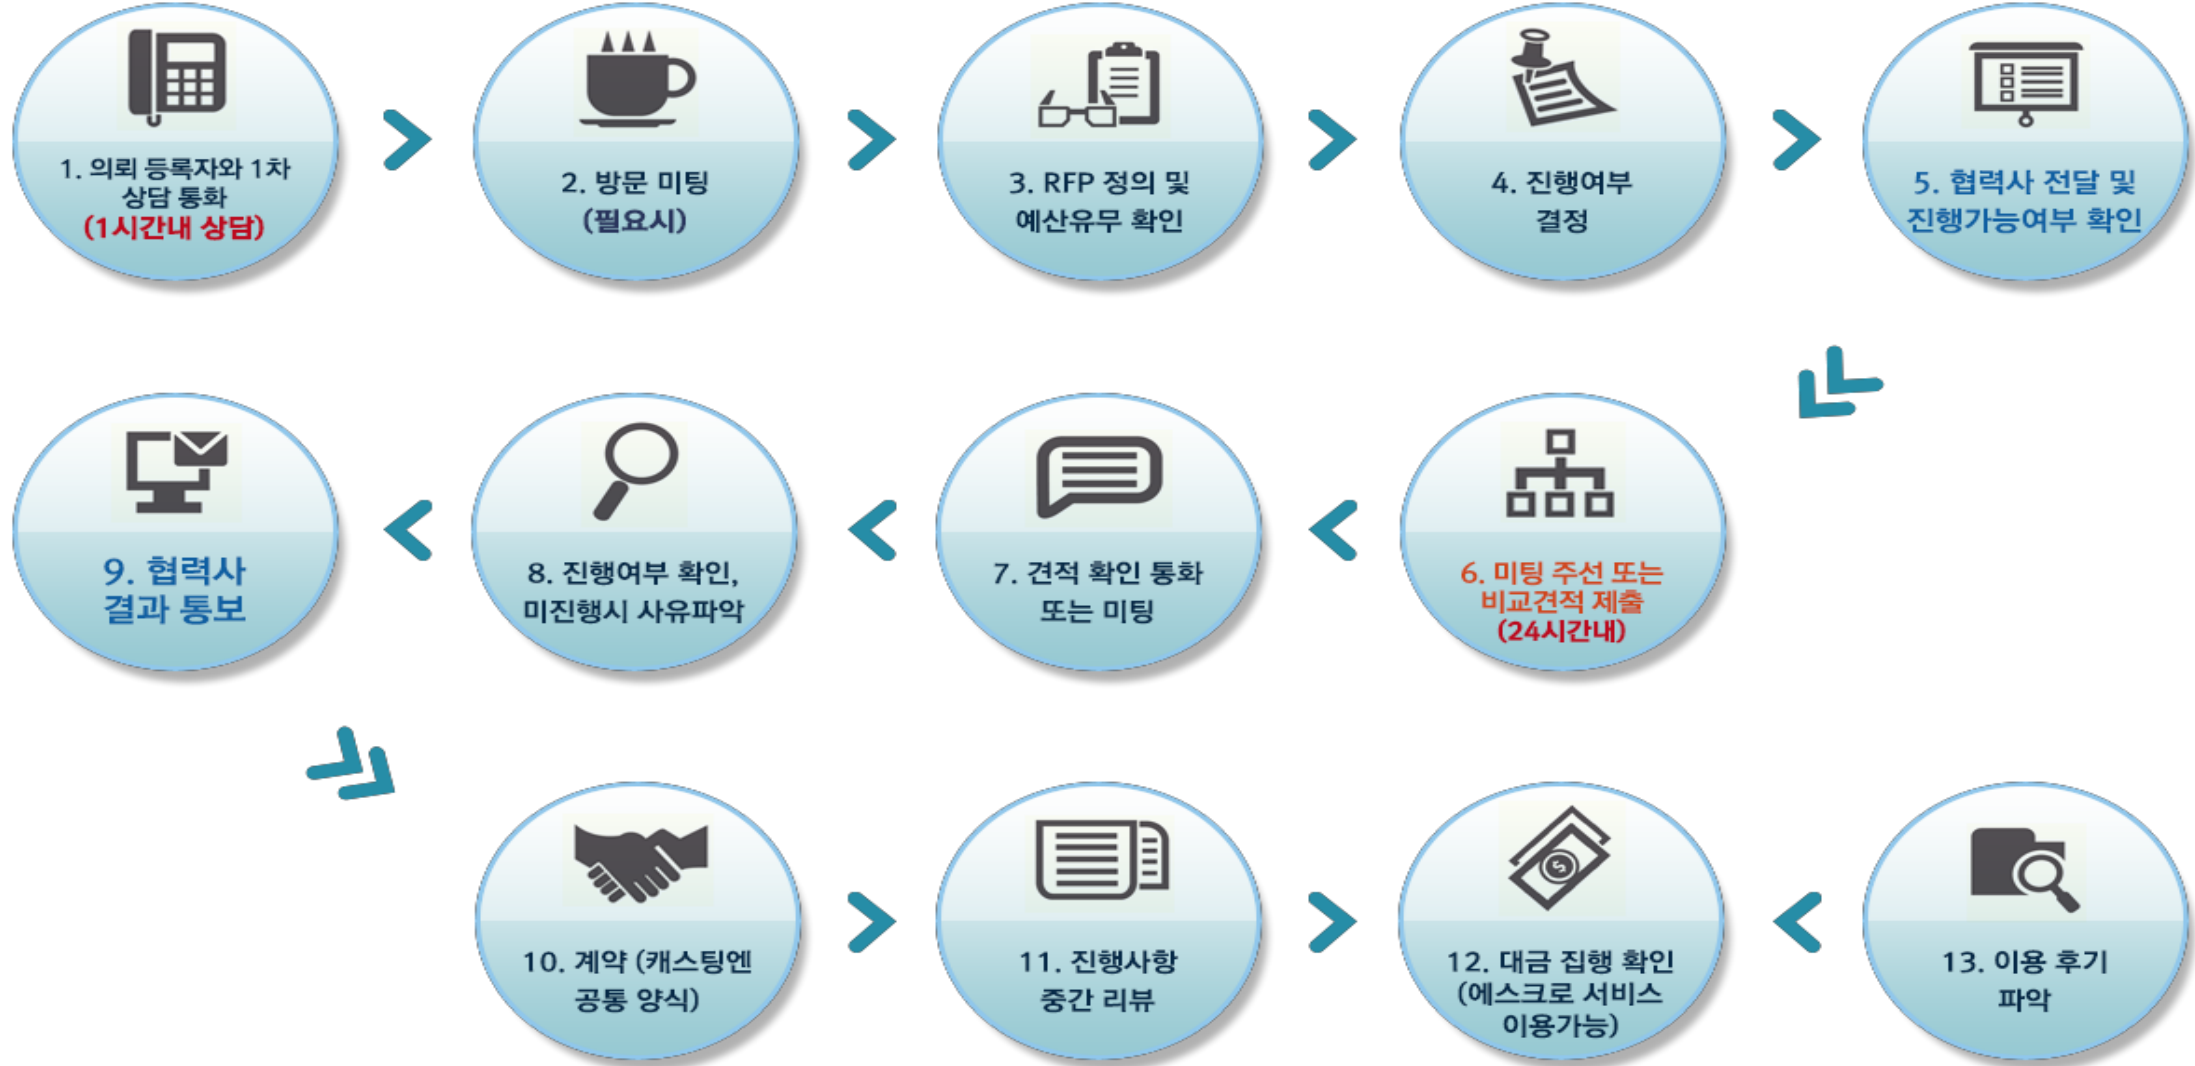 1. 의뢰 등록자와 1차
상담 통화
(1시간내 상담)
2. 방문 미팅
(필요시)
3. RFP 정의 및
예산유무 확인
4. 진행여부
결정
5. 협력사 전달 및
진행가능여부 확인
6. 미팅 주선 또는
비교견적 제출
(24시간내)
7. 견적 확인 통화
또는 미팅
8. 진행여부 확인,
미진행시 사유파악
9. 협력사
결과 통보
10. 계약 (캐스팅엔
공통 양식)
11. 진행사항
중간 리뷰
12. 대금 집행 확인
(에스크로 서비스
이용가능)
13. 이용 후기
파악